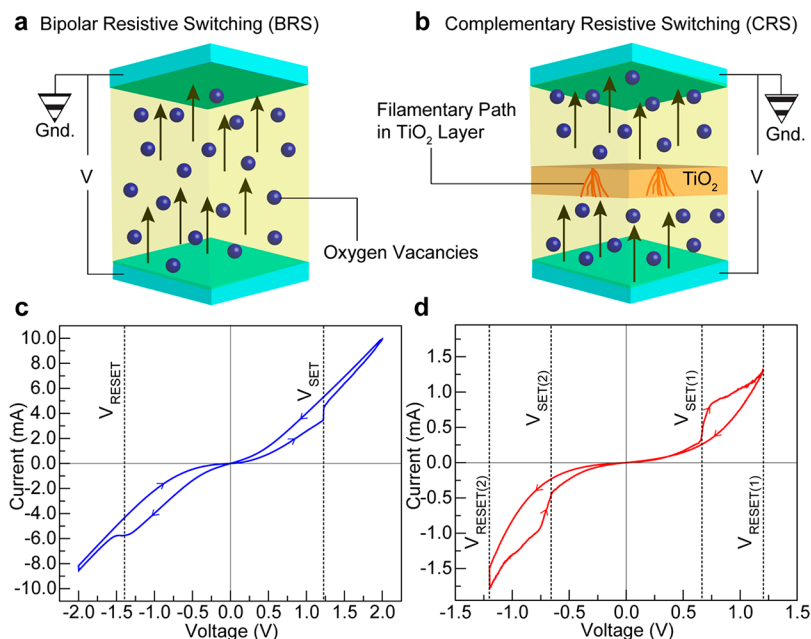 a Bipolar Resistive Switching (BRS)
Gnd.
V
Oxygen Vacancies
b Complementary Resistive Switching (CRS)
Filamentary Path
in TiO2 Layer
TiO2
Gnd.
V
c
10.0
8.0
6.0
4.0
2.0
0.0
-2.0
-4.0
-6.0
-8.0
-10.0
Current (mA)
VRESET
VSET
-2.0 -1.5 -1.0 -0.5 0.0 0.5 1.0 1.5 2.0
Voltage (V)
d
1.5
1.0
0.5
0.0
-0.5
-1.0
-1.5
Current (mA)
VRESET(2)
VSET(2)
VSET(1)
VRESET(1)
-1.5 -1.0 -0.5 0.0 0.5 1.0 1.5
Voltage (V)